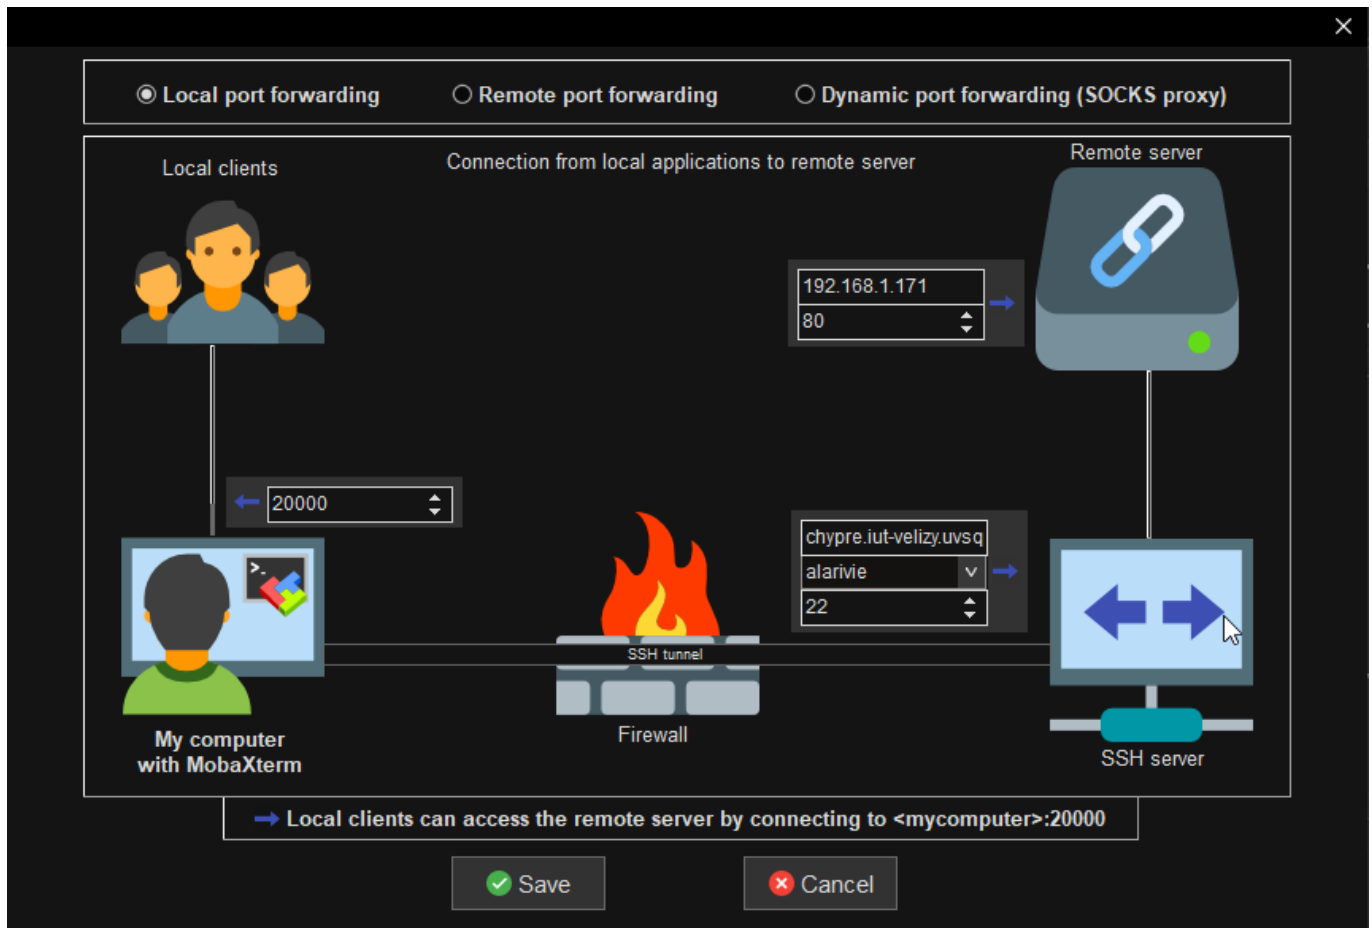 Local port forwarding
Remote port forwarding
Dynamic port forwarding (SOCKS proxy)
Local clients
Connection from local applications to remote server
Remote server
192.168.1.171
80
20000
chypre.iut-velizy.uvsq
alarivie
22
>_
SSH tunnel
Firewall
My computer
with MobaXterm
SSH server
Local clients can access the remote server by connecting to <mycomputer>:20000
Save
Cancel